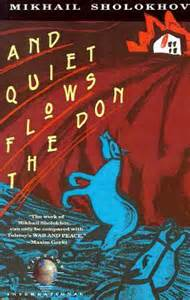 MIKHAIL SHOLOKHOV
AND
QUIET
FLOWS
THE DON
"The work of
Mikhail Sholokhov,
can only be compared with
Tolstoy's WAR AND PEACE."
—Maxim Gorki
INTERNATIONAL